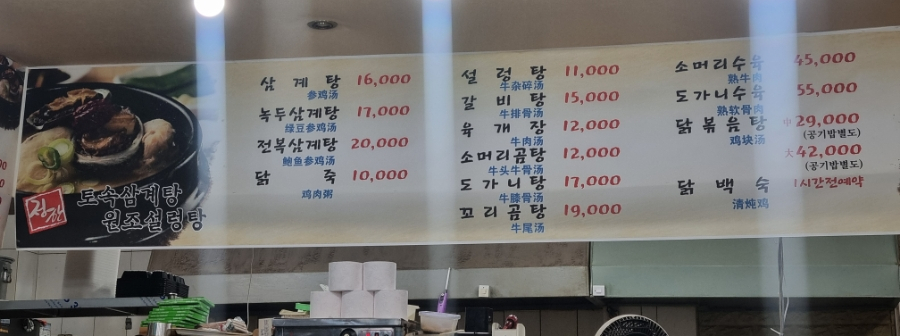 장안
토속삼계탕
원조설렁탕
삼계탕 16,000
参鸡汤
녹두삼계탕 17,000
绿豆参鸡汤
전복삼계탕 20,000
鲍鱼参鸡汤
닭죽 10,000
鸡肉粥
설렁탕 11,000
牛杂碎汤
갈비탕 15,000
牛排骨汤
육개장 12,000
牛肉汤
소머리곰탕 12,000
牛头牛骨汤
도가니탕 17,000
牛膝骨汤
꼬리곰탕 19,000
牛尾汤
소머리수육 45,000
熟牛肉
도가니수육 55,000
熟软骨肉
닭볶음탕 中 29,000
鸡块汤
(공기밥별도)
大 42,000
(공기밥별도)
닭백숙 1시간전예약
清炖鸡